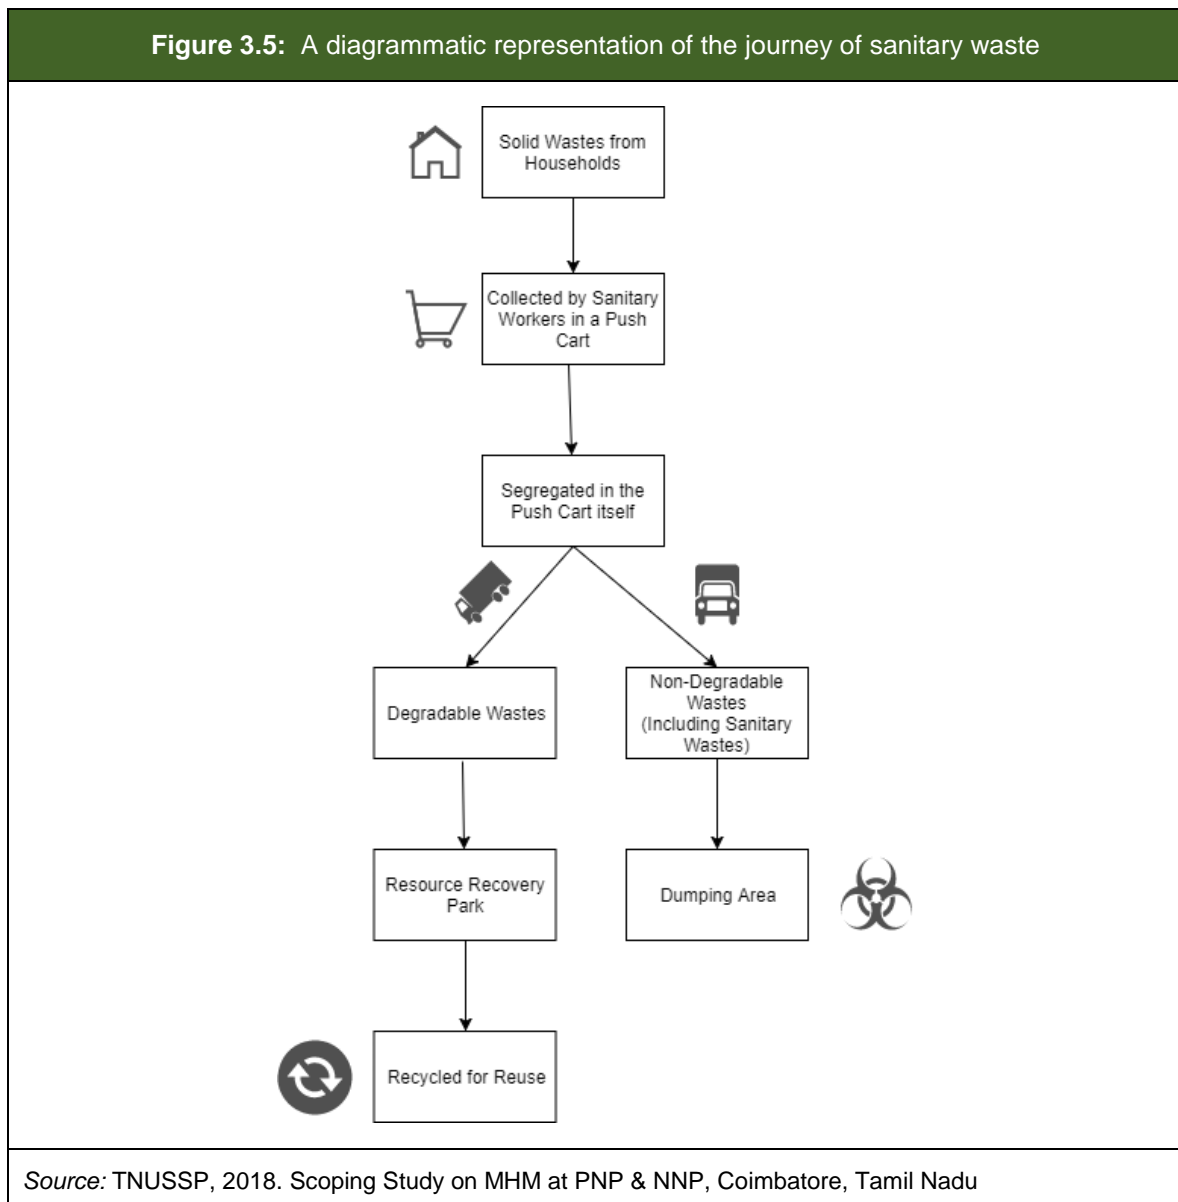 Figure 3.5: A diagrammatic representation of the journey of sanitary waste
Solid Wastes from
Households
Collected by Sanitary
Workers in a Push
Cart
Segregated in the
Push Cart itself
Degradable Wastes
Non-Degradable
Wastes
(Including Sanitary
Wastes)
Resource Recovery
Park
Dumping Area
Recycled for Reuse
Source: TNUSSP, 2018. Scoping Study on MHM at PNP & NNP, Coimbatore, Tamil Nadu